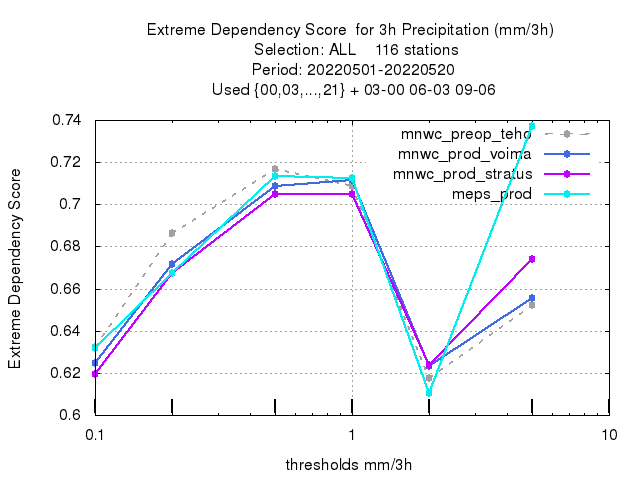 Extreme Dependency Score  for 3h Precipitation (mm/3h)
Selection: ALL    116 stations
Period: 20220501-20220520
Used {00,03,...,21} + 03-00 06-03 09-06
Extreme Dependency Score
0.74
0.72
0.7
0.68
0.66
0.64
0.62
0.6
mnwc_preop_teho
mnwc_prod_voima
mnwc_prod_stratus
meps_prod
0.1
1
10
thresholds mm/3h